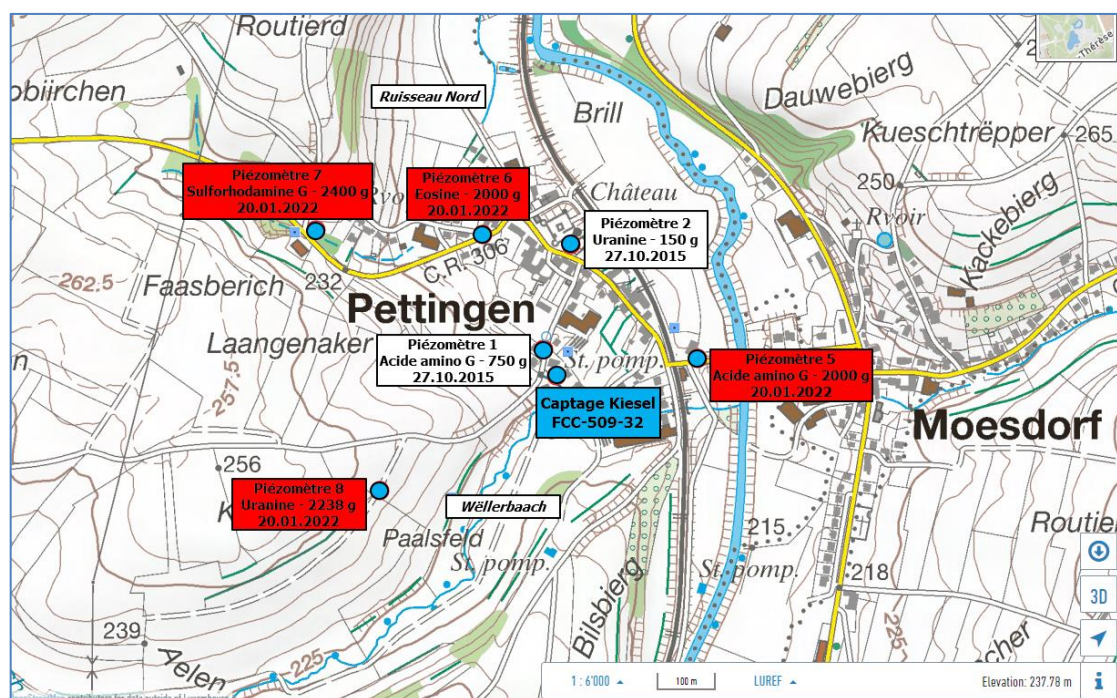 Routierd
obiirchen
Ruisseau Nord
Brill
Dauwebierg
Thérèse
Kueschtrëpper
265
250
Piézomètre 7
Sulforhodamine G - 2400 g
20.01.2022
Piézomètre 6
Eosine - 2000 g
20.01.2022
Château
Piézomètre 2
Uranine - 150 g
27.10.2015
Rvoir
Kackebierg
C.R. 306
262.5
Faasberich
232
Pettingen
Laangenaker
257.5
Piézomètre 1
Acide amino G - 750 g
27.10.2015
St. pomp.
Piézomètre 5
Acide amino G - 2000 g
20.01.2022
Captage Kiesel
FCC-509-32
Moesdorf
256
Piézomètre 8
Uranine - 2238 g
20.01.2022
Wëllerbaach
Paalsfeld
St. pomp.
215
Routier
St. pomp.
218
3D
Bilsbierg
239
Aelen
225
225
cher
1 : 6'000
100 m
LUREF
Elevation: 237.78 m